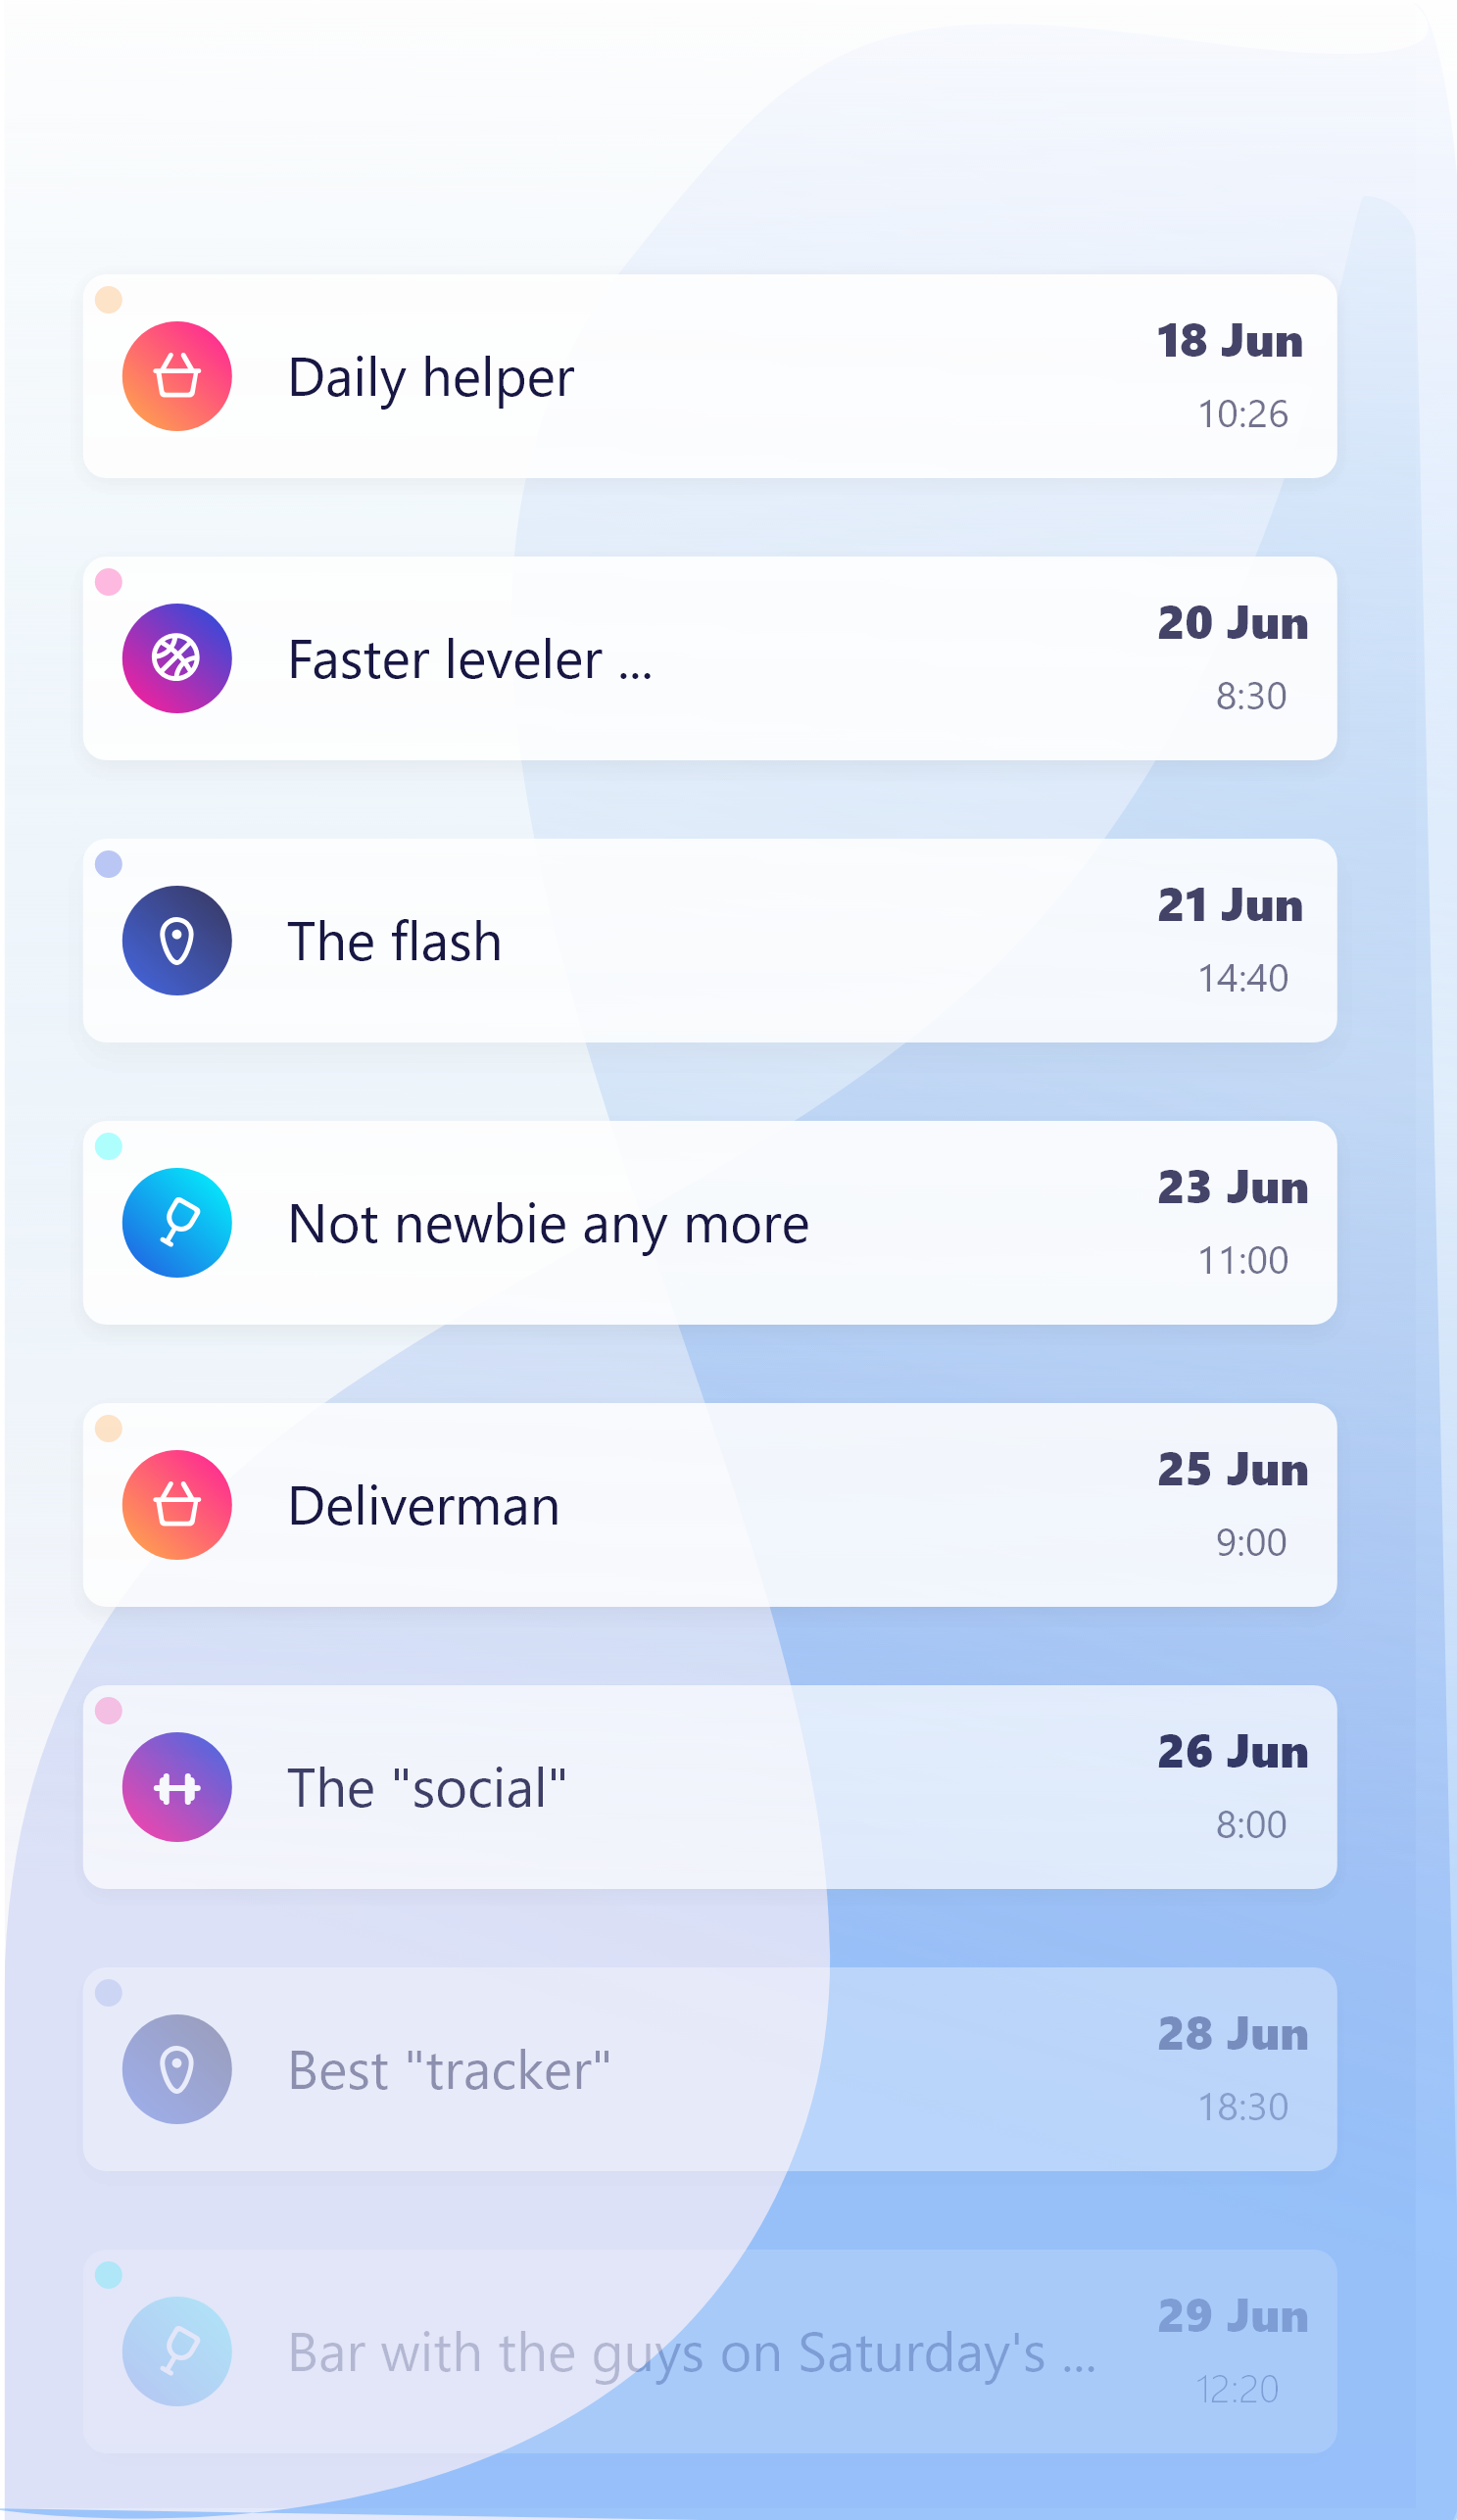 Daily helper
18 Jun
10:26
Faster leveler ...
20 Jun
8:30
The flash
21 Jun
14:40
Not newbie any more
23 Jun
11:00
Deliverman
25 Jun
9:00
The "social"
26 Jun
8:00
Best "tracker"
28 Jun
18:30
Bar with the guys on Saturday's ...
29 Jun
12:20